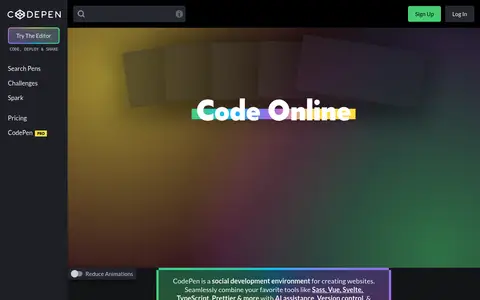 CODEPEN
Sign Up
Log In
Try The Editor
CODE, DEPLOY & SHARE
Search Pens
Challenges
Spark
Pricing
CodePen PRO
Code Online
Reduce Animations
CodePen is a social development environment for creating websites.
Seamlessly combine your favorite tools like Sass, Vue, Svelte,
TypeScript, Prettier & more with AI assistance, Version control, &